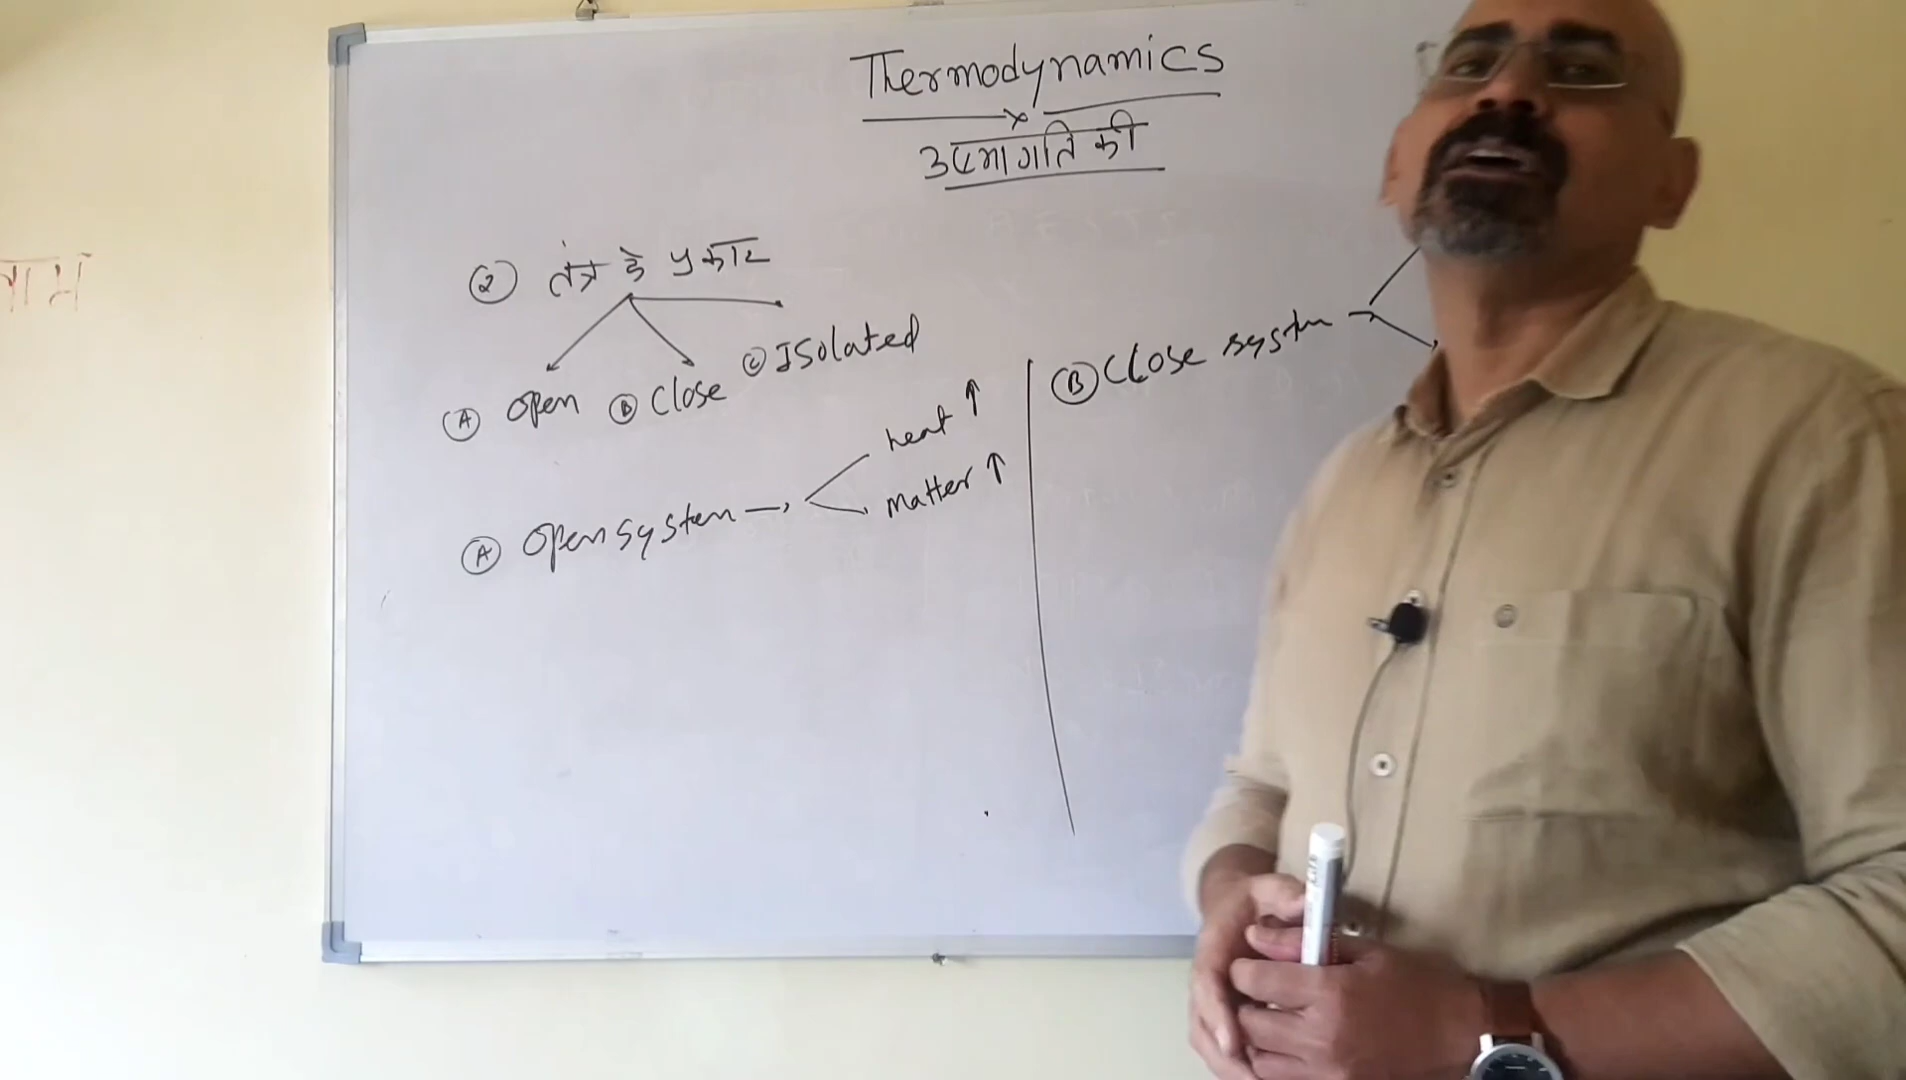 Thermodynamics
उष्मागतिकी
② तंत्र के प्रकार
Ⓐ Open Ⓑ Close Ⓒ Isolated
Ⓐ Open system → heat ↑
matter ↑
Ⓑ Close system →